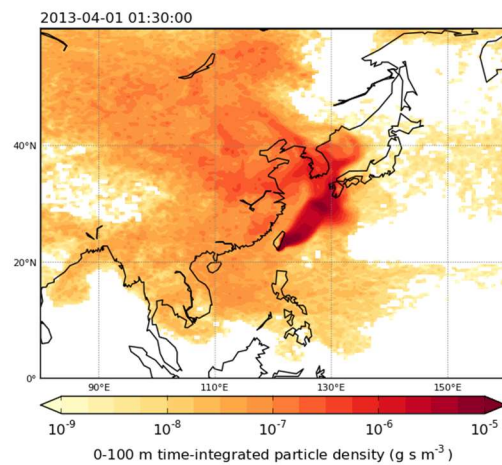 2013-04-01 01:30:00
40°N
20°N
0°
90°E 110°E 130°E 150°E
10⁻⁹ 10⁻⁸ 10⁻⁷ 10⁻⁶ 10⁻⁵
0-100 m time-integrated particle density (g s m⁻³)